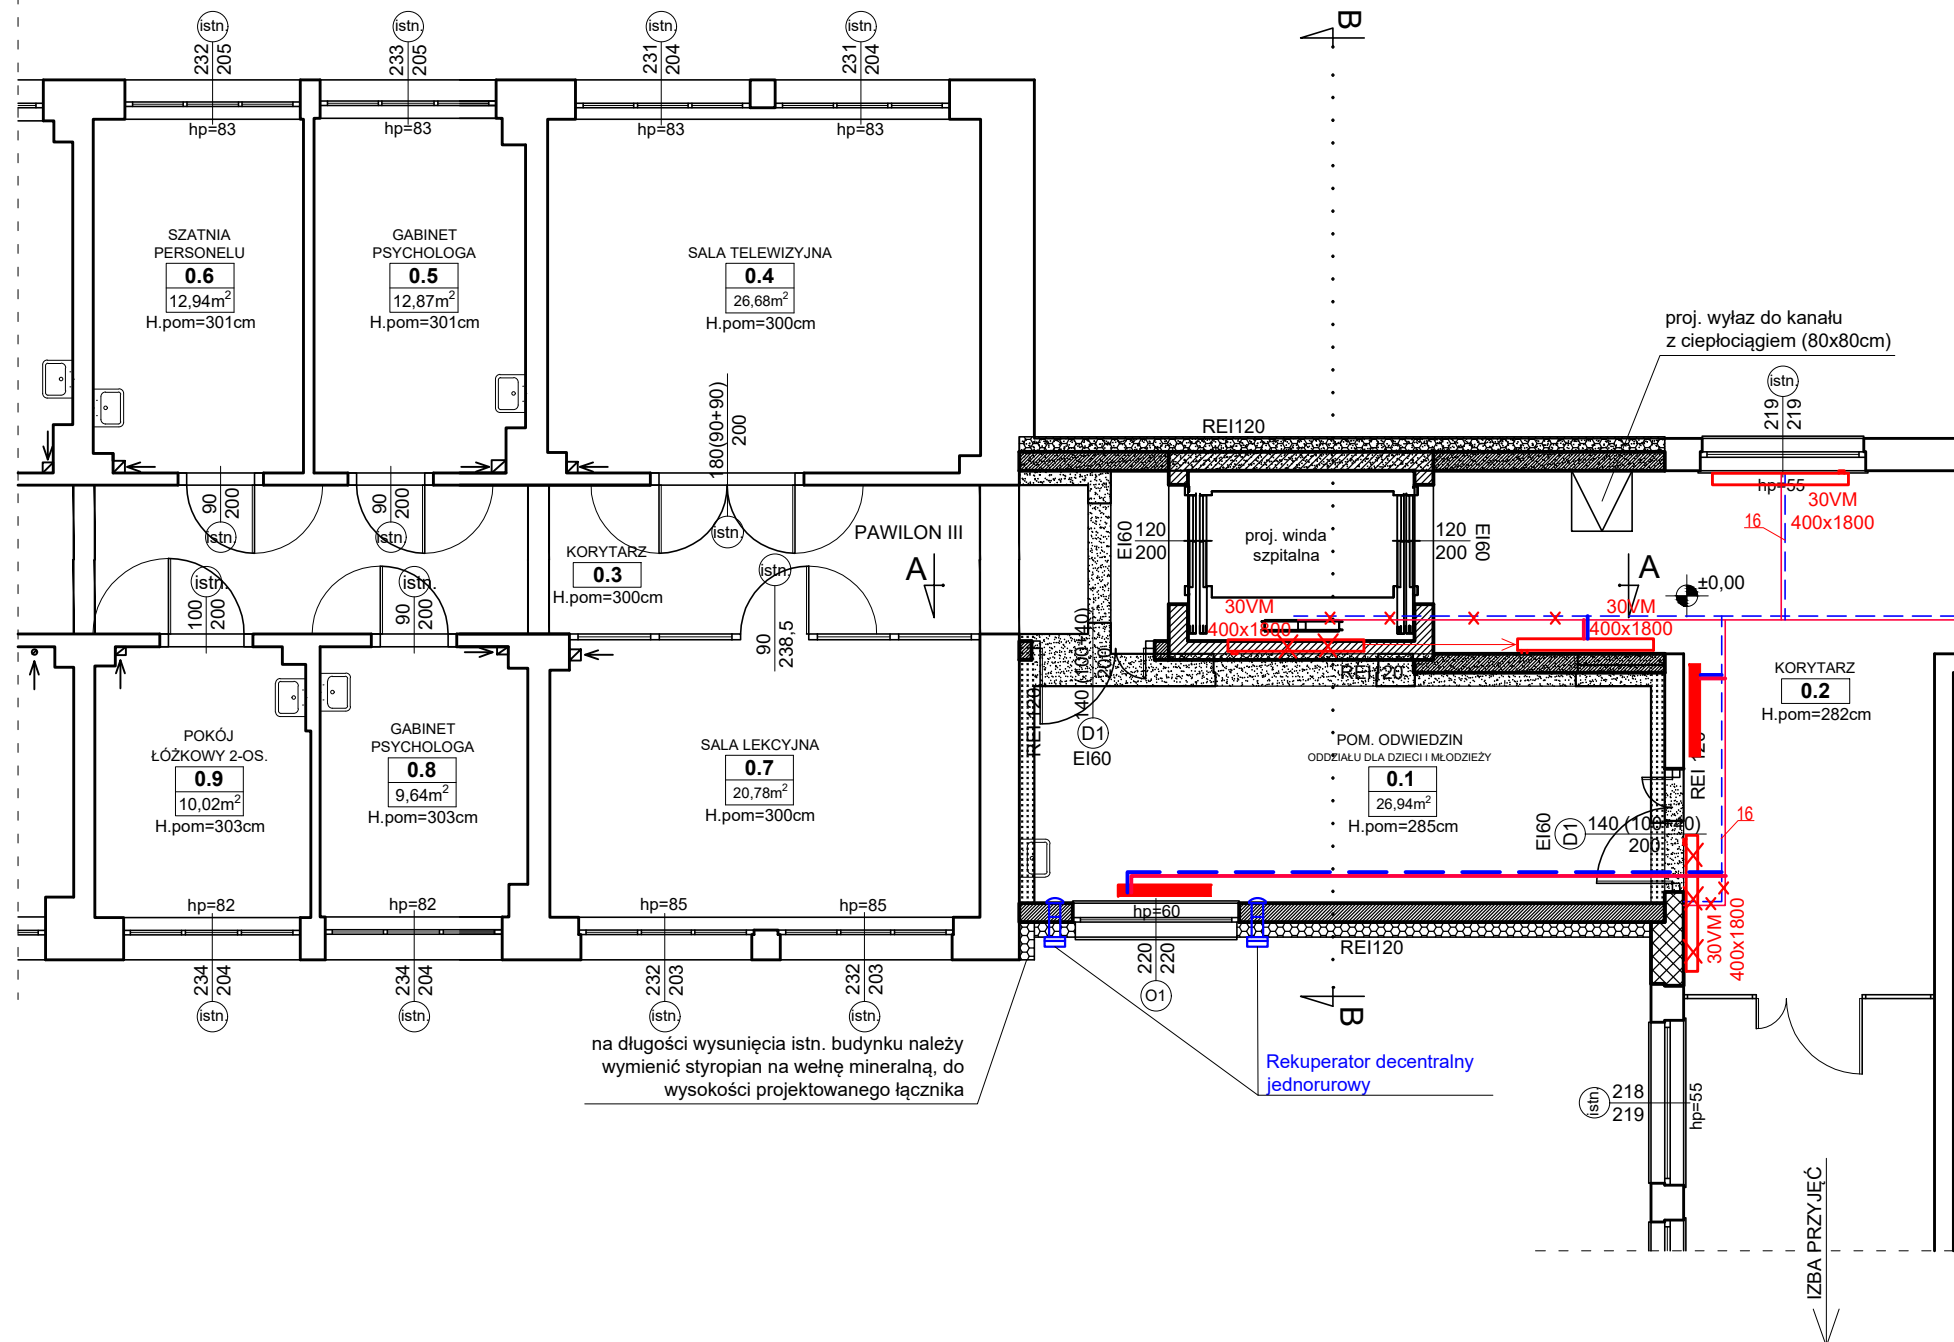 istn.
232
205
istn.
233
205
istn.
231
204
istn.
231
204
B
hp=83
hp=83
hp=83
hp=83
SZATNIA
PERSONELU
0.6
12,94m²
H.pom=301cm
GABINET
PSYCHOLOGA
0.5
12,87m²
H.pom=301cm
SALA TELEWIZYJNA
0.4
26,68m²
H.pom=300cm
proj. wyłaz do kanału
z ciepłociągiem (80x80cm)
istn.
219
219
180(90+90)
200
REI120
90
200
istn.
90
200
istn.
istn.
PAWILON III
KORYTARZ
0.3
H.pom=300cm
A
istn.
90
238,5
istn.
100
200
istn.
90
200
EI60
120
200
proj. winda
szpitalna
120
200
EI60
hp=55
30VM
400x1800
16
A
±0,00
30VM
400x1800
30VM
400x1800
REI120
REI 120
140 (100+40)
200
D1
EI60
KORYTARZ
0.2
H.pom=282cm
POKÓJ
ŁÓŻKOWY 2-OS.
0.9
10,02m²
H.pom=303cm
GABINET
PSYCHOLOGA
0.8
9,64m²
H.pom=303cm
SALA LEKCYJNA
0.7
20,78m²
H.pom=300cm
POM. ODWIEDZIN
ODDZIAŁU DLA DZIECI I MŁODZIEŻY
0.1
26,94m²
H.pom=285cm
REI 120
EI60
D1
140 (100+40)
200
16
hp=82
hp=82
hp=85
hp=85
hp=60
REI120
30VM
400x1800
234
204
istn.
234
204
istn.
232
203
istn.
232
203
istn.
220
220
O1
B
na długości wysunięcia istn. budynku należy
wymienić styropian na wełnę mineralną, do
wysokości projektowanego łącznika
Rekuperator decentralny
jednorurowy
istn.
218
219
hp=55
IZBA PRZYJĘĆ